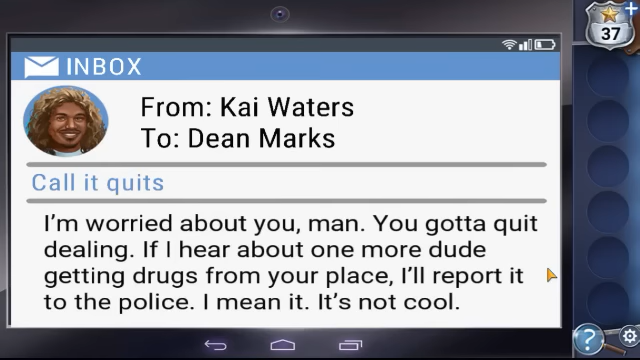 INBOX
37
From: Kai Waters
To: Dean Marks
Call it quits
I'm worried about you, man. You gotta quit
dealing. If I hear about one more dude
getting drugs from your place, I'll report it
to the police. I mean it. It's not cool.
?